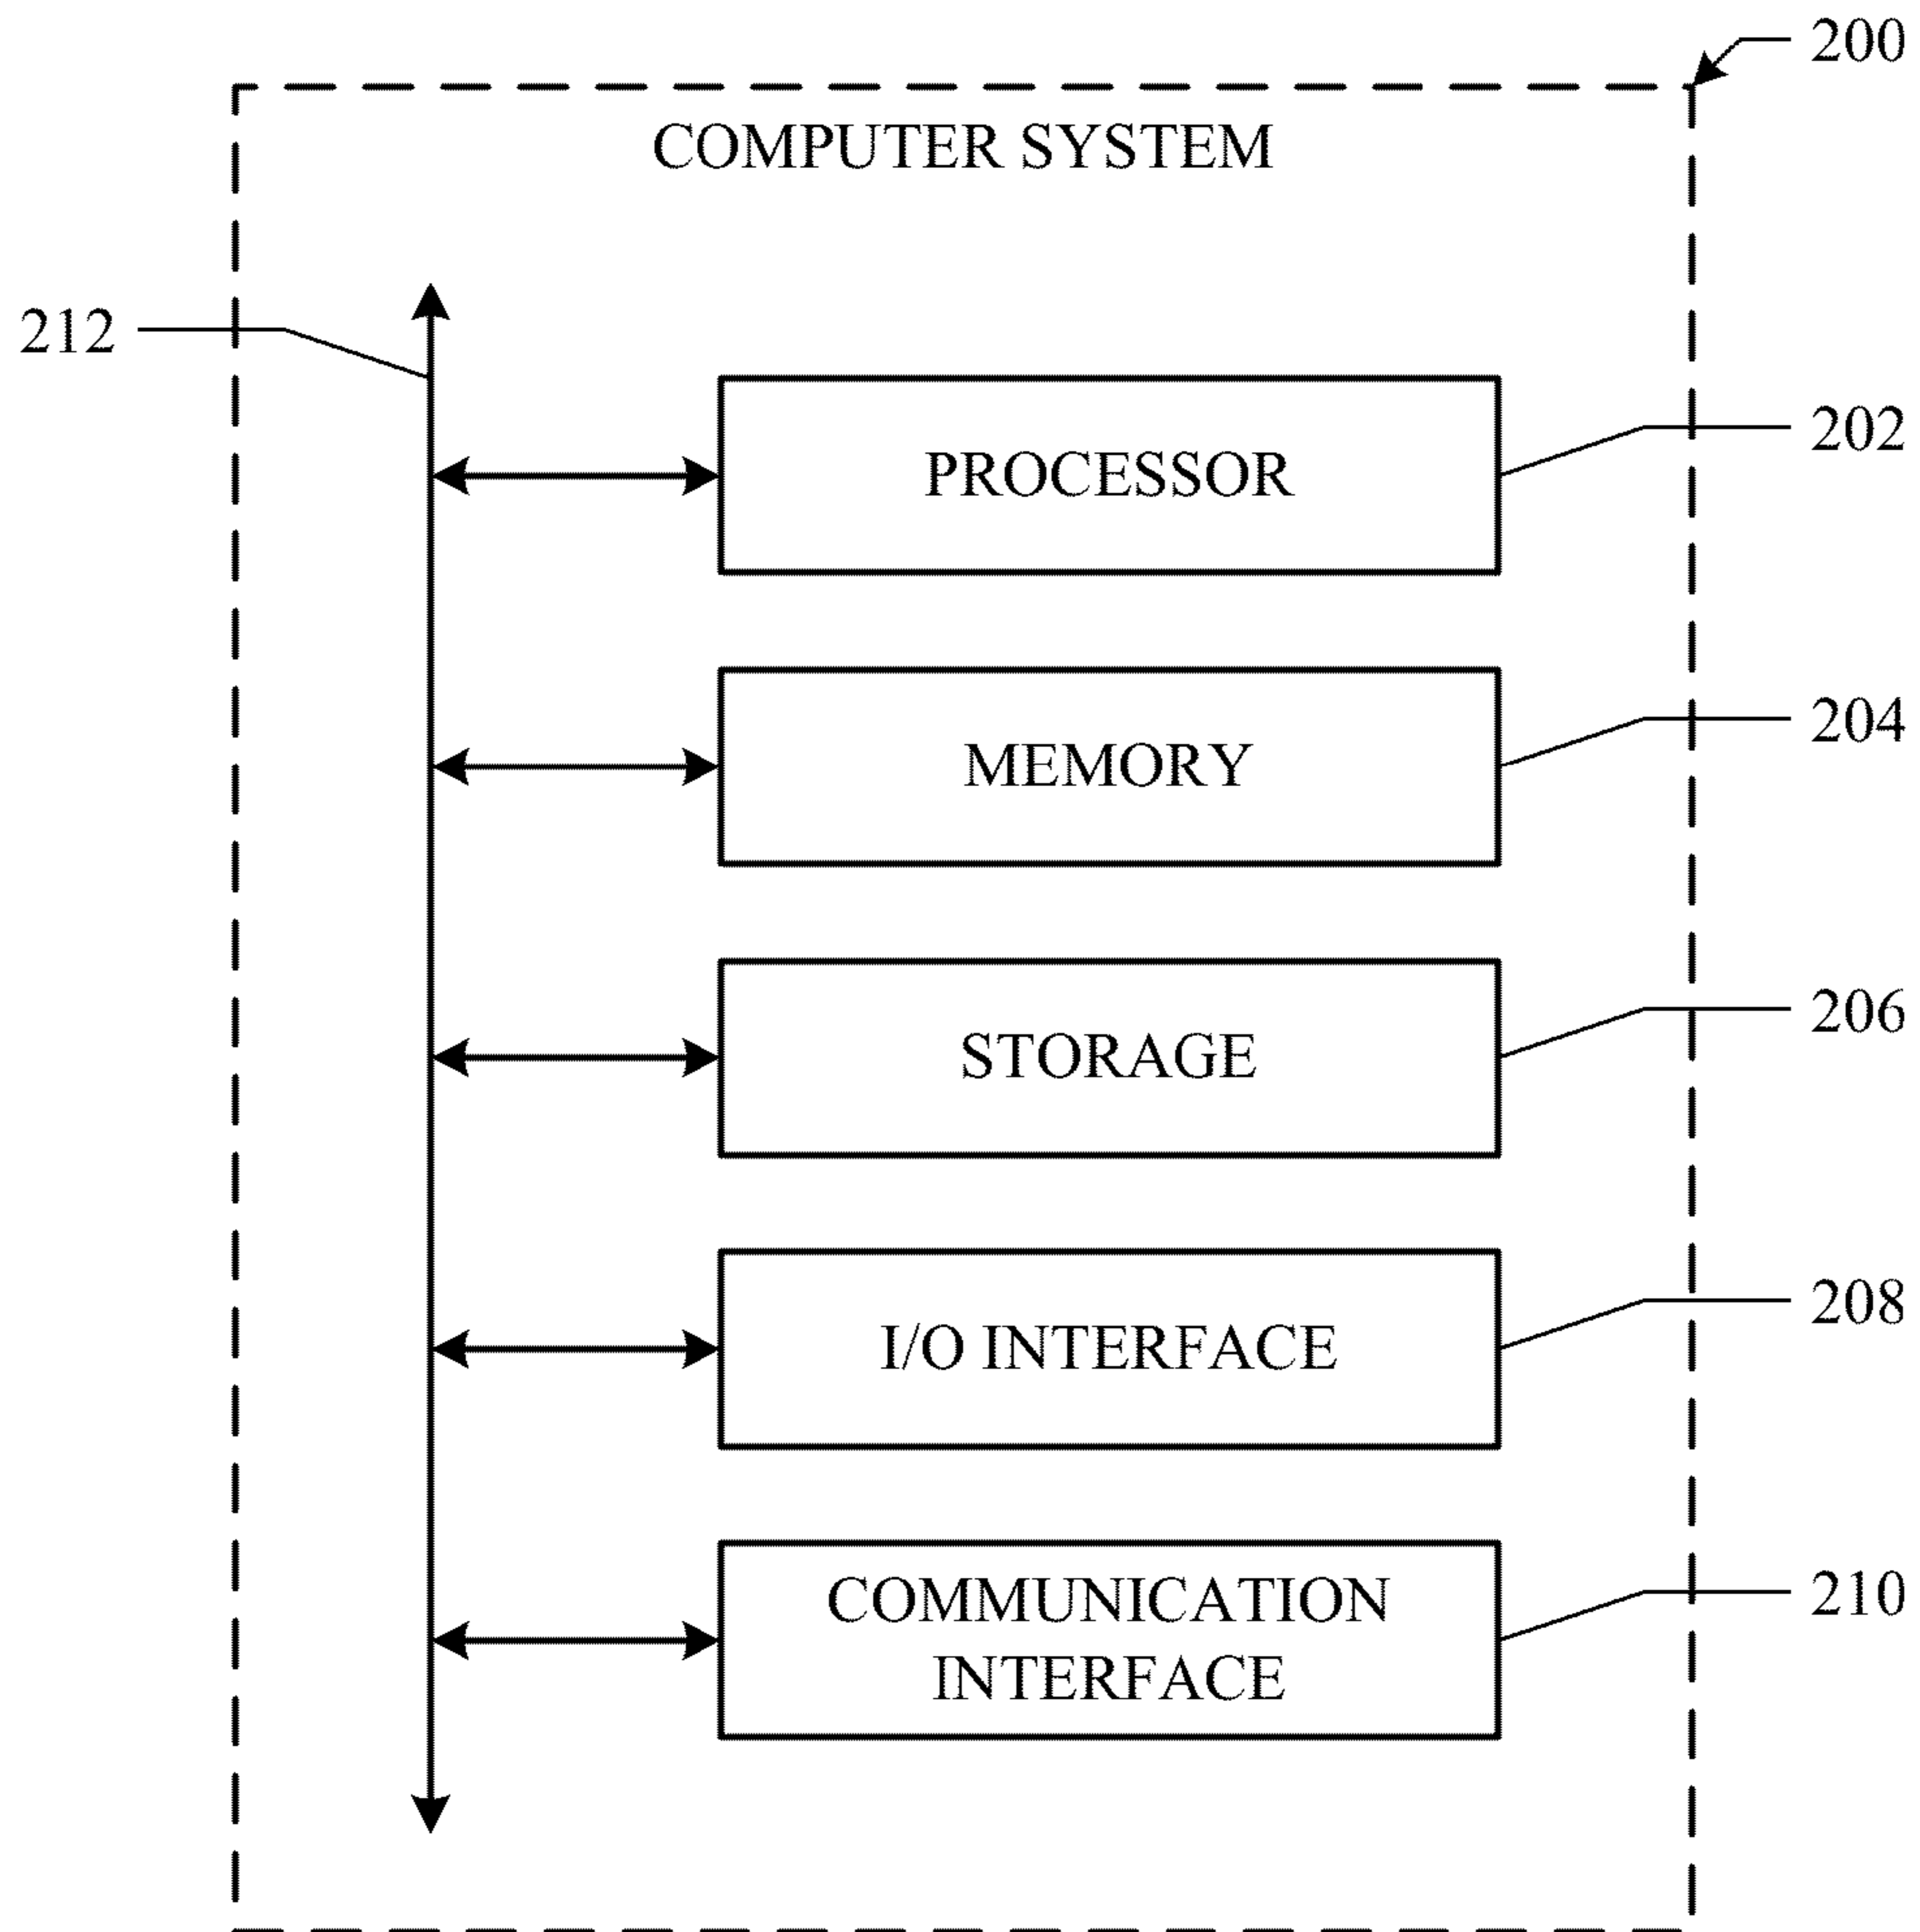 200
COMPUTER SYSTEM
212
202
PROCESSOR
204
MEMORY
206
STORAGE
208
I/O INTERFACE
210
COMMUNICATION
INTERFACE